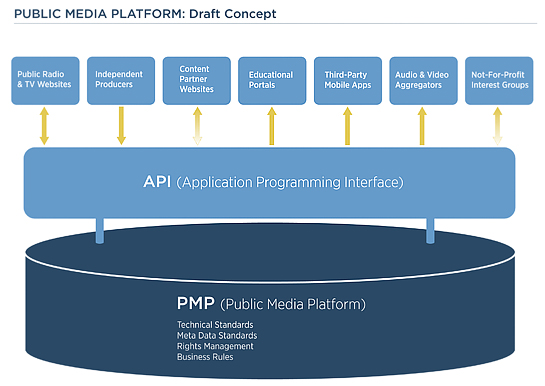 PUBLIC MEDIA PLATFORM: Draft Concept
Public Radio
& TV Websites
Independent
Producers
Content
Partner
Websites
Educational
Portals
Third-Party
Mobile Apps
Audio & Video
Aggregators
Not-For-Profit
Interest Groups
API (Application Programming Interface)
PMP (Public Media Platform)
Technical Standards
Meta Data Standards
Rights Management
Business Rules